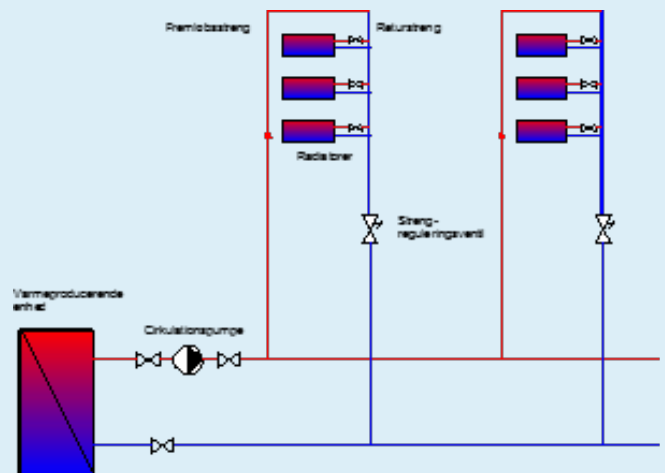 Fremløbsstreng
Returstreng
Radiatorer
Streng-
reguleringsventil
Varmeproducerende
enhed
Cirkulationspumpe